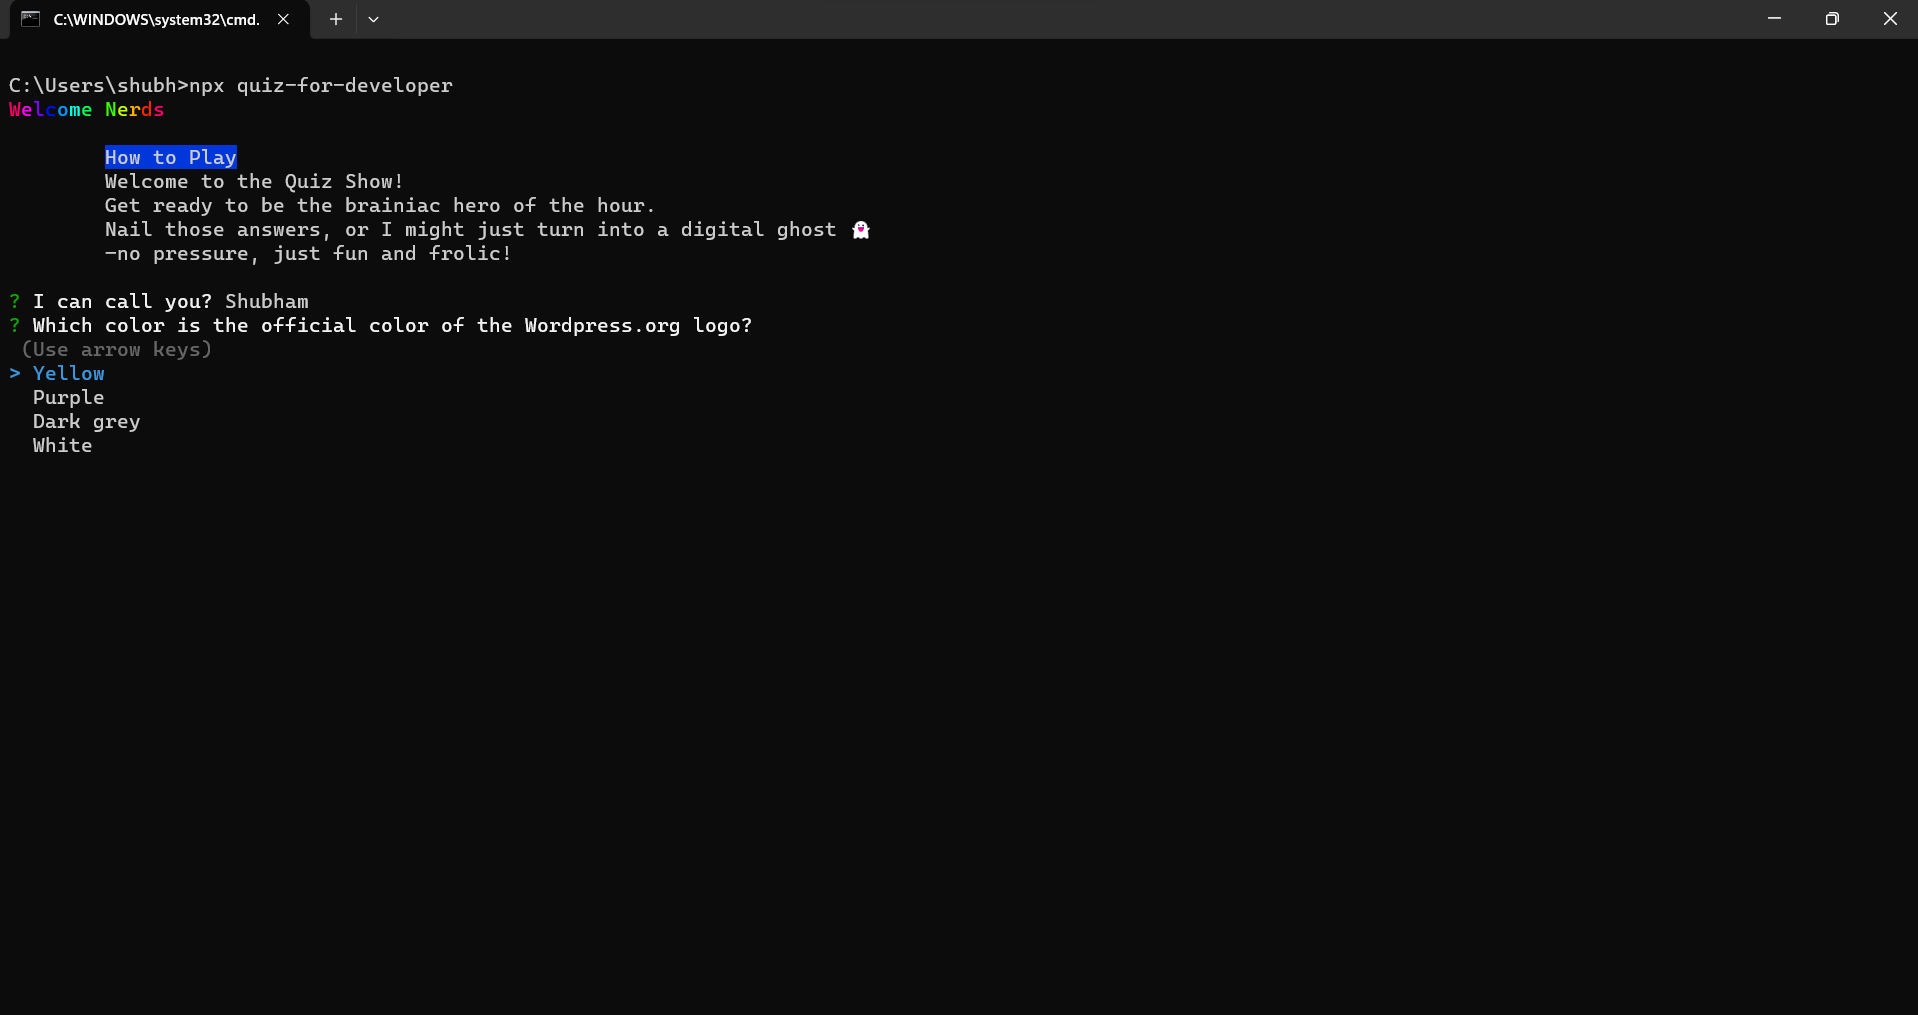 C:\WINDOWS\system32\cmd.
C:\Users\shubh>npx quiz-for-developer
Welcome Nerds
How to Play
Welcome to the Quiz Show!
Get ready to be the brainiac hero of the hour.
Nail those answers, or I might just turn into a digital ghost 👻
-no pressure, just fun and frolic!
? I can call you? Shubham
? Which color is the official color of the Wordpress.org logo?
(Use arrow keys)
> Yellow
Purple
Dark grey
White